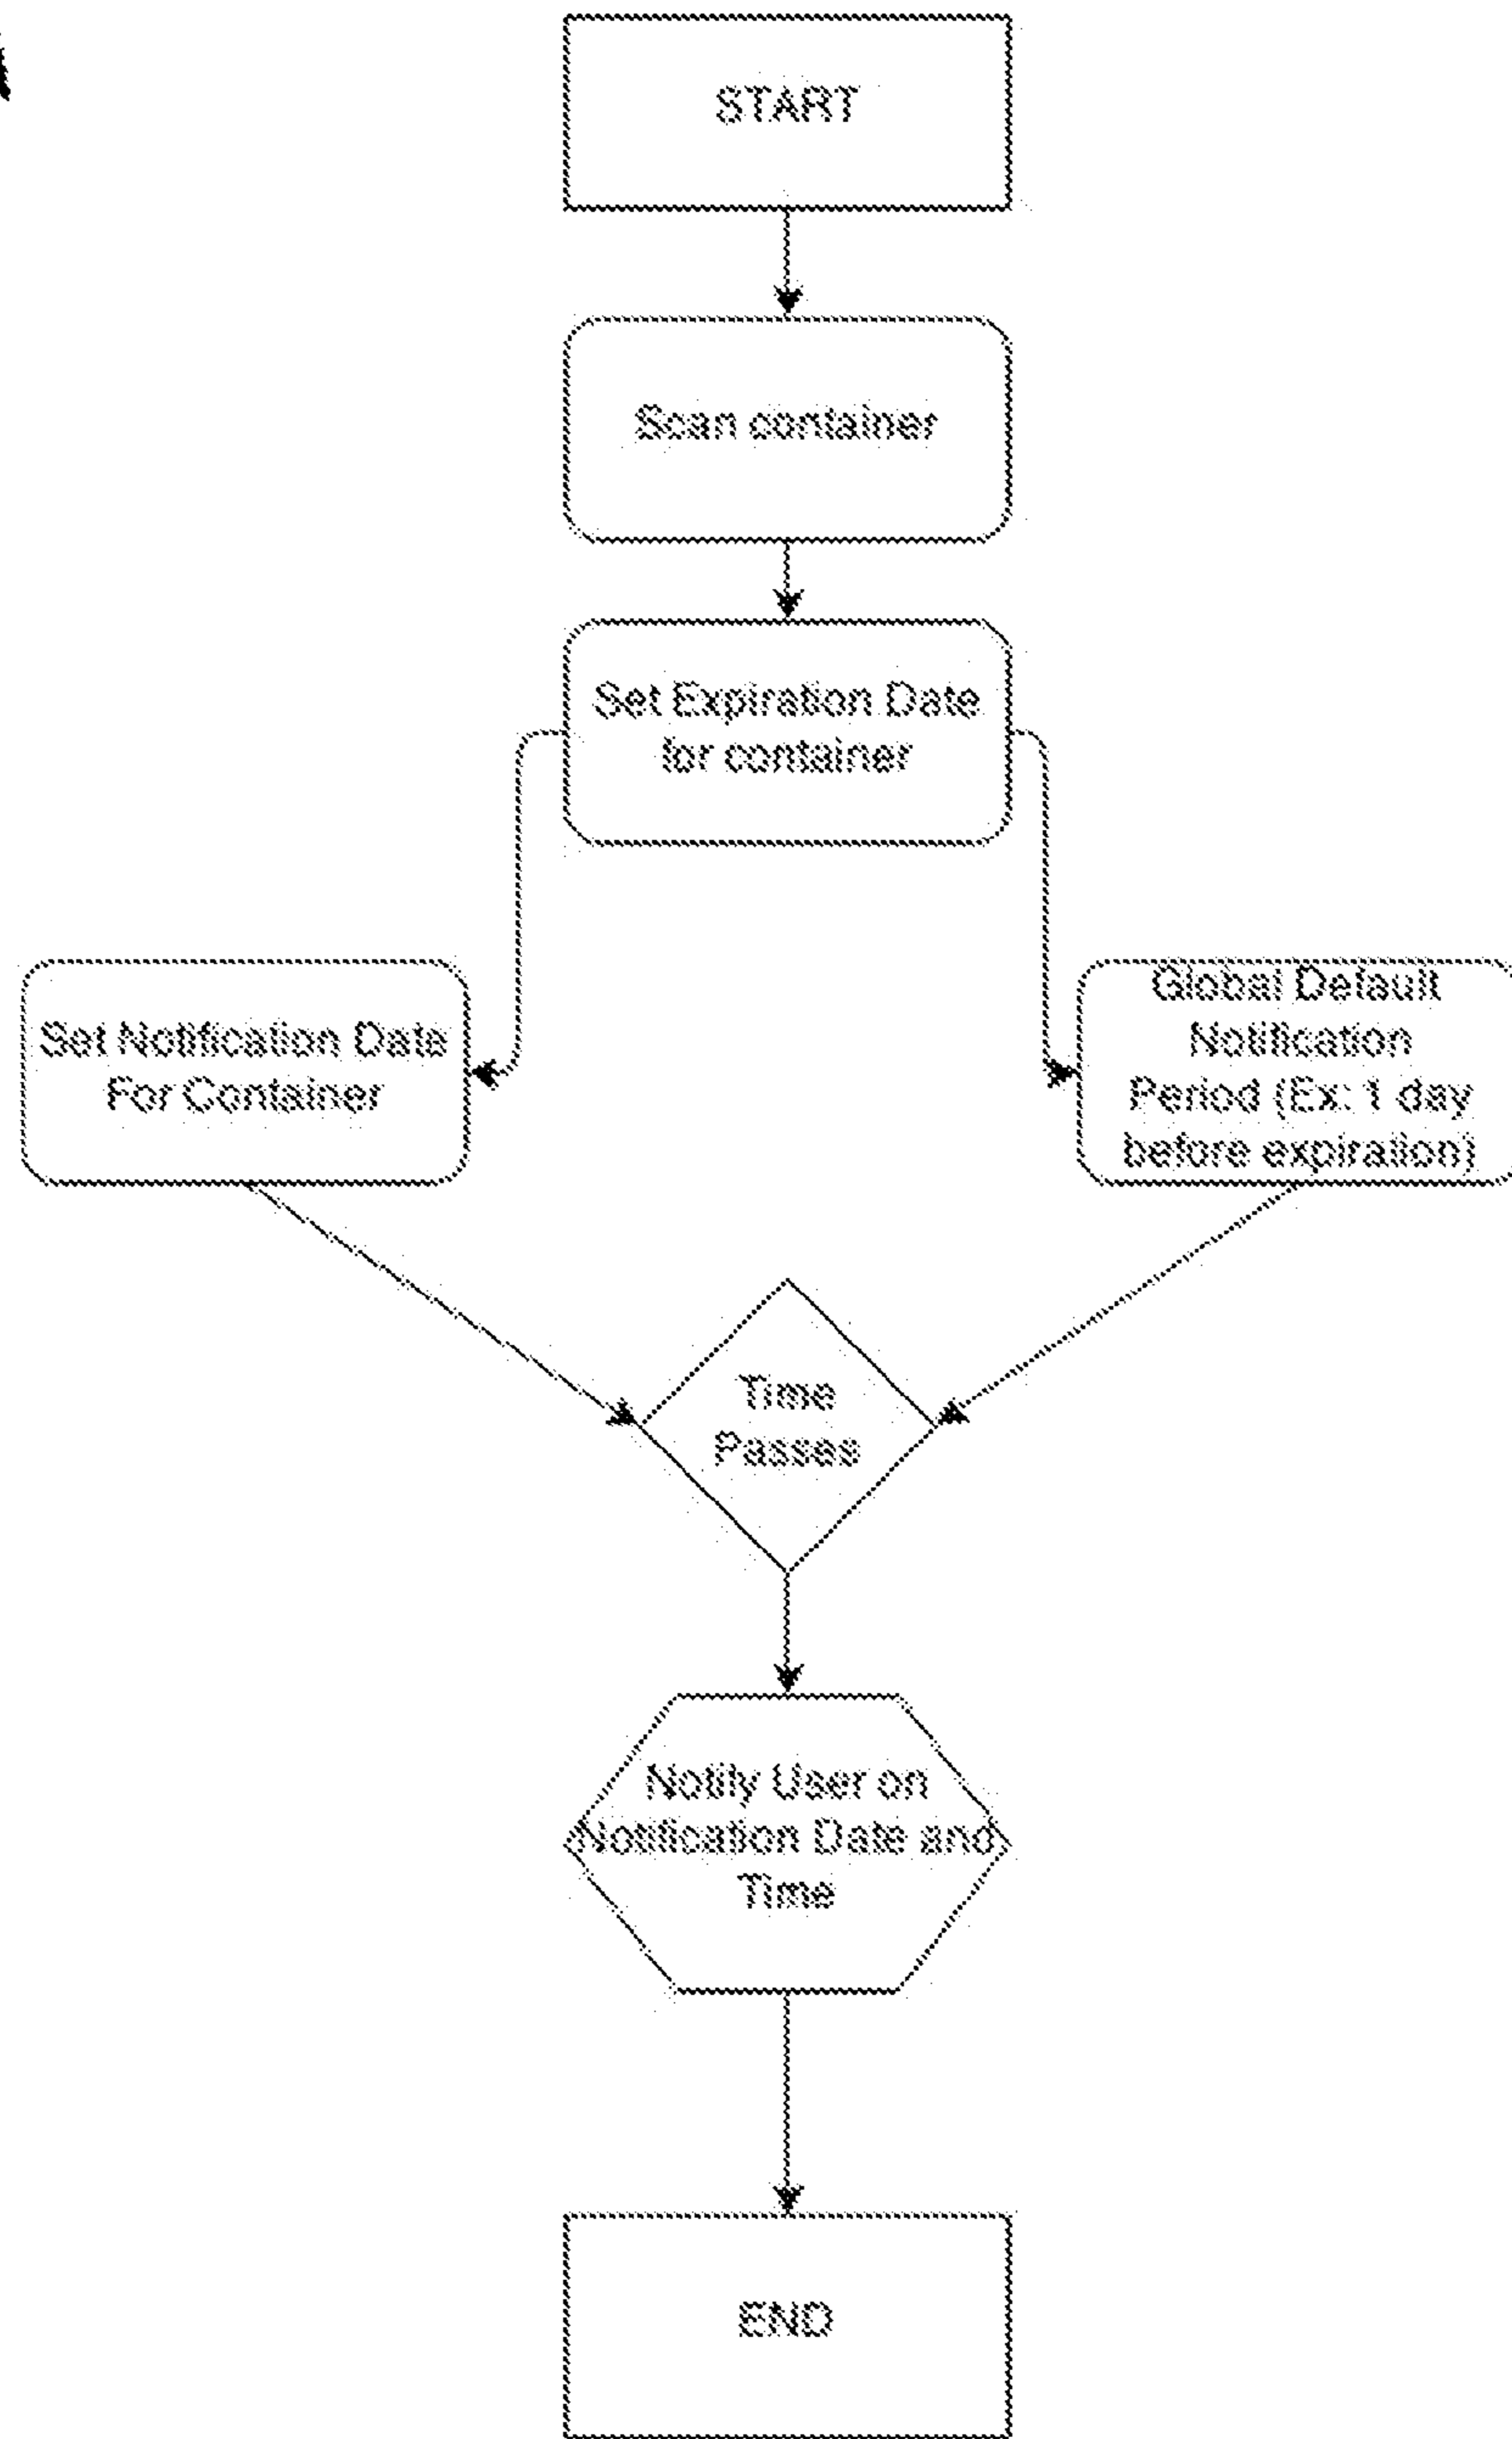 START
Scan container
Set Expiration Date
for container
Set Notification Date
For Container
Global Default
Notification
Period (Ex: 1 day
before expiration)
Time
Passes
Notify User on
Notification Date and
Time
END